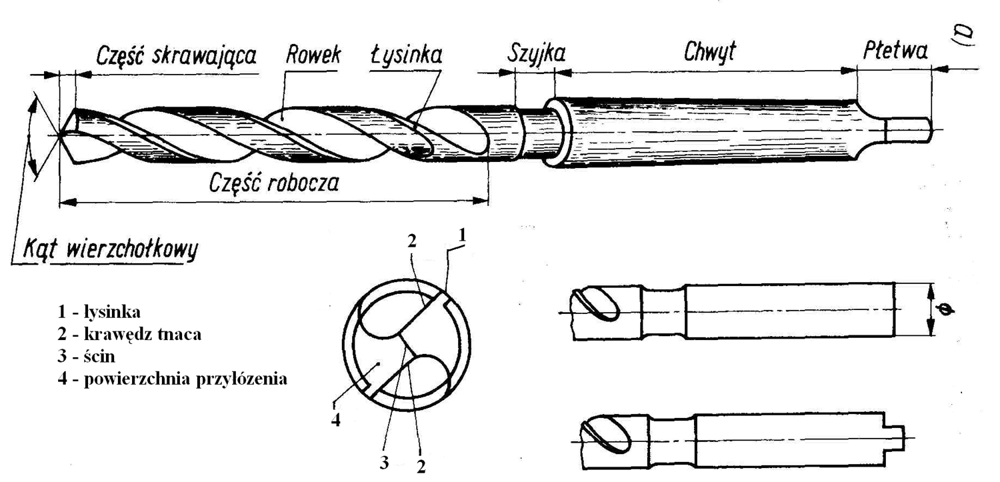 Część skrawająca
Rowek
Łysinka
Szyjka
Chwyt
Płetwa
D)
Część robocza
Kąt wierzchołkowy
1 - łysinka
2 - krawędz tnaca
3 - ścin
4 - powierzchnia przyłózenia
2
1
4
3
2
ϕ